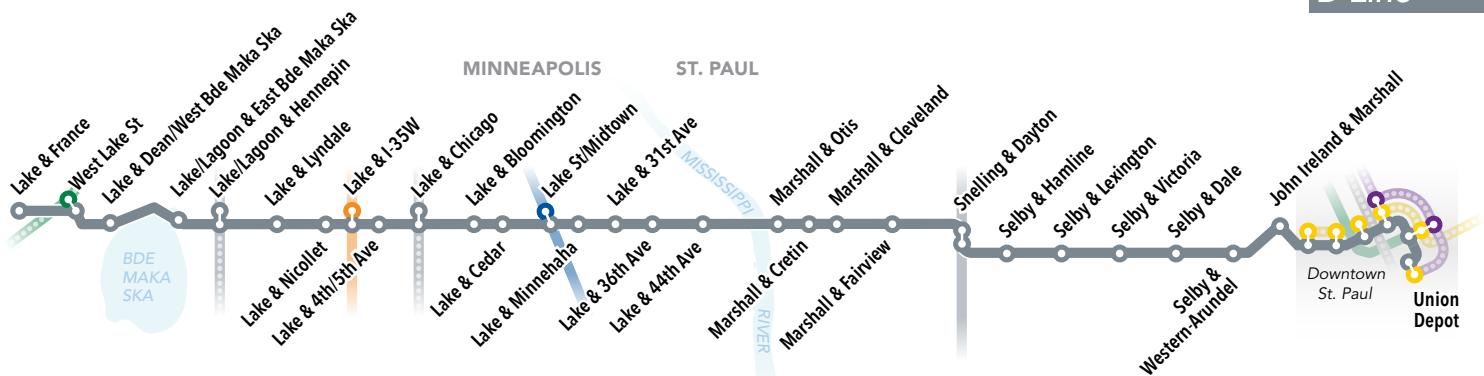 Line
MINNEAPOLIS
ST. PAUL
Lake & France
West Lake St
Lake & Dean/West Bde Maka Ska
Lake/Lagoon & East Bde Maka Ska
Lake/Lagoon & Hennepin
Lake & Lyndale
Lake & Nicollet
Lake & I-35W
Lake & 4th/5th Ave
Lake & Chicago
Lake & Bloomington
Lake & Cedar
Lake St/Midtown
Lake & Minnehaha
Lake & 31st Ave
Lake & 36th Ave
Lake & 44th Ave
Marshall & Otis
Marshall & Cretin
Marshall & Cleveland
Marshall & Fairview
Snelling & Dayton
Selby & Hamline
Selby & Lexington
Selby & Victoria
Selby & Dale
Selby &
Western-Arundel
John Ireland & Marshall
Downtown
St. Paul
Union
Depot
BDE
MAKA
SKA
MISSISSIPPI
RIVER